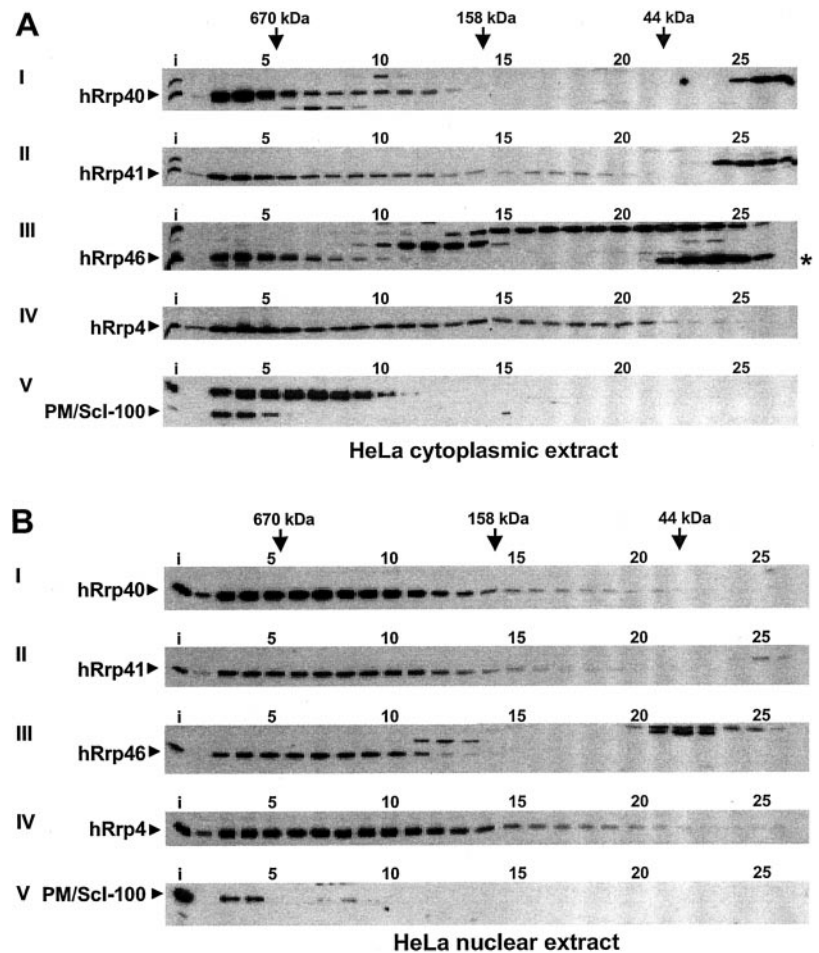 A
670 kDa 158 kDa 44 kDa
i 5 10 15 20 25
I
hRrp40
i 5 10 15 20 25
II
hRrp41
i 5 10 15 20 25
III
hRrp46 *
i 5 10 15 20 25
IV
hRrp4
i 5 10 15 20 25
V
PM/Scl-100
HeLa cytoplasmic extract
B
670 kDa 158 kDa 44 kDa
i 5 10 15 20 25
I
hRrp40
i 5 10 15 20 25
II
hRrp41
i 5 10 15 20 25
III
hRrp46
i 5 10 15 20 25
IV
hRrp4
i 5 10 15 20 25
V PM/Scl-100
HeLa nuclear extract